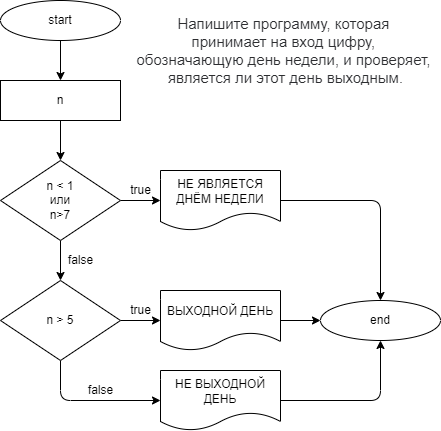 start
Напишите программу, которая
принимает на вход цифру,
обозначающую день недели, и проверяет,
является ли этот день выходным.
n
n < 1
или
n>7
true
НЕ ЯВЛЯЕТСЯ
ДНЁМ НЕДЕЛИ
false
n > 5
true
ВЫХОДНОЙ ДЕНЬ
end
false
НЕ ВЫХОДНОЙ
ДЕНЬ